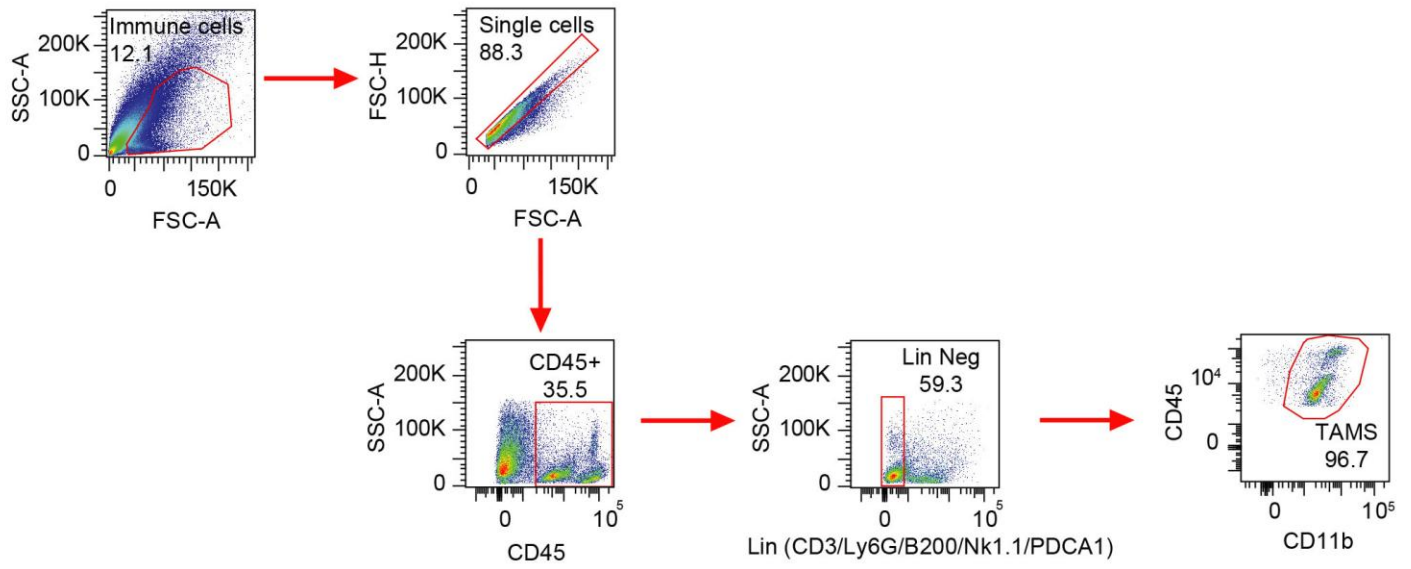 Immune cells
12.1
200K
100K
0
SSC-A
0 150K
FSC-A
Single cells
88.3
200K
100K
0
FSC-H
0 150K
FSC-A
CD45+
35.5
200K
100K
0
SSC-A
0 10^5
CD45
Lin Neg
59.3
200K
100K
0
SSC-A
0 10^5
Lin (CD3/Ly6G/B200/Nk1.1/PDCA1)
10^4
0
CD45
TAMS
96.7
0 10^5
CD11b